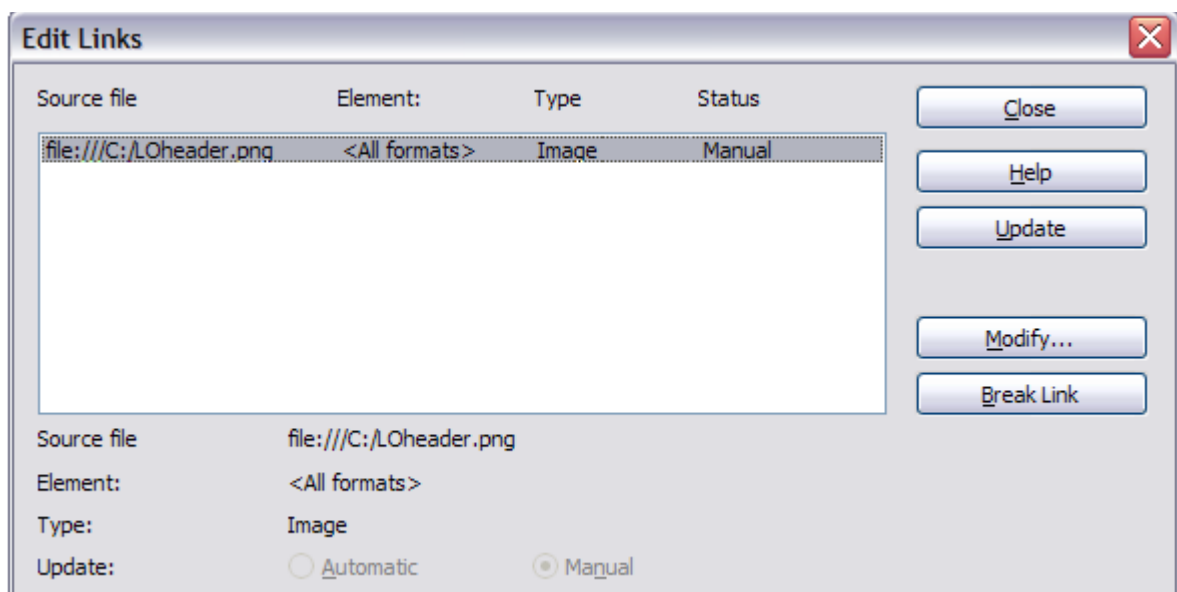 Edit Links
Source file Element: Type Status
file:///C:/LOheader.png <All formats> Image Manual
Close
Help
Update
Modify...
Break Link
Source file file:///C:/LOheader.png
Element: <All formats>
Type: Image
Update: Automatic Manual